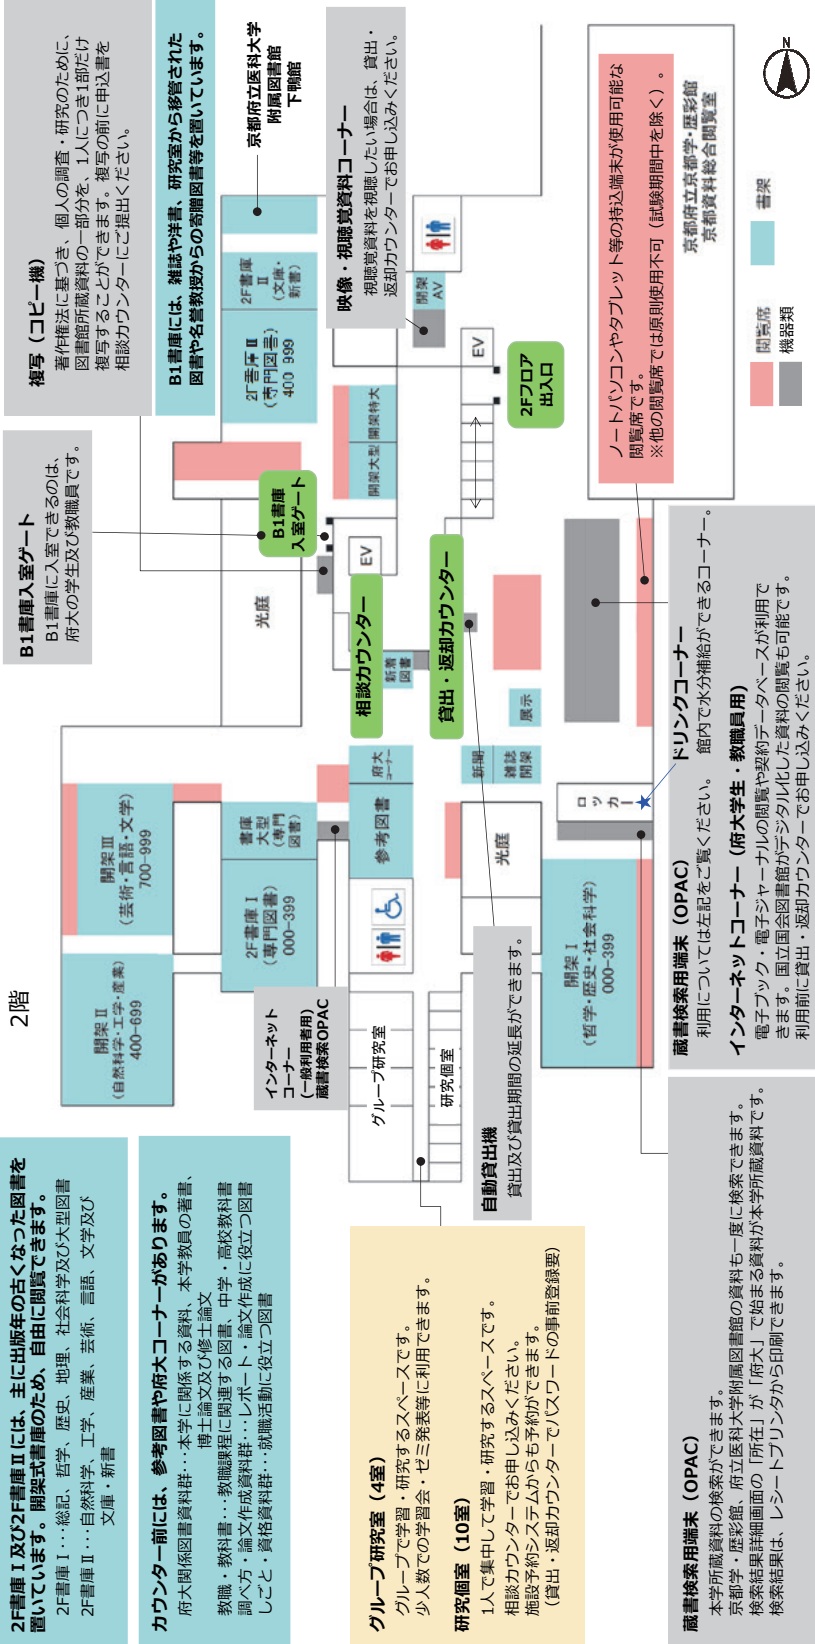 2階
2F書庫Ⅰ及び2F書庫Ⅱには、主に出版年の古くなった図書を
置いています。開架式書庫のため、自由に閲覧できます。
2F書庫Ⅰ･･･総記、哲学、歴史、地理、社会科学及び大型図書
2F書庫Ⅱ･･･自然科学、工学、産業、芸術、言語、文学及び
文庫・新書
カウンター前には、参考図書や府大コーナーがあります。
府大関係図書資料群･･･本学に関係する資料、本学教員の著書、
博士論文及び修士論文
教職・教科書･･･教職課程に関連する図書、中学・高校教科書
調べ方・論文作成資料群･･･レポート・論文作成に役立つ図書
しごと・資格資料群･･･就職活動に役立つ図書
グループ研究室（4室）
グループで学習・研究するスペースです。
少人数での学習会・ゼミ発表等に利用できます。
研究個室（10室）
1人で集中して学習・研究するスペースです。
相談カウンターでお申し込みください。
施設予約システムからも予約ができます。
（貸出・返却カウンターでパスワードの事前登録要）
蔵書検索用端末（OPAC）
本学所蔵資料の検索ができます。
京都学・歴彩館、府立医科大学附属図書館の資料も一度に検索できます。
検索結果詳細画面の「所在」が「府大」で始まる資料が本学所蔵資料です。
検索結果は、レシートプリンタから印刷できます。
開架Ⅱ
（自然科学・工学・産業）
400-699
開架Ⅲ
（芸術・言語・文学）
700-999
2F書庫Ⅰ
（専門図書）
000-399
書庫
大型
（専門
図書）
インターネット
コーナー
（一般利用者用）
蔵書検索OPAC
グループ研究室
研究個室
参考図書
府大
コーナー
自動貸出機
貸出及び貸出期間の延長ができます。
光庭
新聞
雑誌
開架
展示
開架Ⅰ
（哲学・歴史・社会科学）
000-399
ロッカー
蔵書検索用端末（OPAC）
利用については左記をご覧ください。
ドリンクコーナー
館内で水分補給ができるコーナー。
インターネットコーナー（府大学生・教職員用）
電子ブック・電子ジャーナルの閲覧や契約データベースが利用で
きます。国立国会図書館がデジタル化した資料の閲覧も可能です。
利用前に貸出・返却カウンターでお申し込みください。
B1書庫入室ゲート
B1書庫に入室できるのは、
府大の学生及び教職員です。
光庭
B1書庫
入室ゲート
EV
相談カウンター
新着
図書
貸出・返却カウンター
複写（コピー機）
著作権法に基づき、個人の調査・研究のために、
図書館所蔵資料の一部分を、1人につき1部だけ
複写することができます。複写の前に申込書を
相談カウンターにご提出ください。
B1書庫には、雑誌や洋書、研究室から移管された
図書や名誉教授からの寄贈図書等を置いています。
2F書庫Ⅱ
（専門図書）
400-999
2F書庫
Ⅱ
（文庫・
新書）
京都府立医科大学
附属図書館
下鴨館
開架大型
開架特大
映像・視聴覚資料コーナー
視聴覚資料を視聴したい場合は、貸出・
返却カウンターでお申し込みください。
開架
AV
EV
2Fフロア
出入口
ノートパソコンやタブレット等の持込端末が使用可能な
閲覧席です。
※他の閲覧席では原則使用不可（試験期間中を除く）。
京都府立京都学・歴彩館
京都資料総合閲覧室
閲覧席
書架
機器類
N